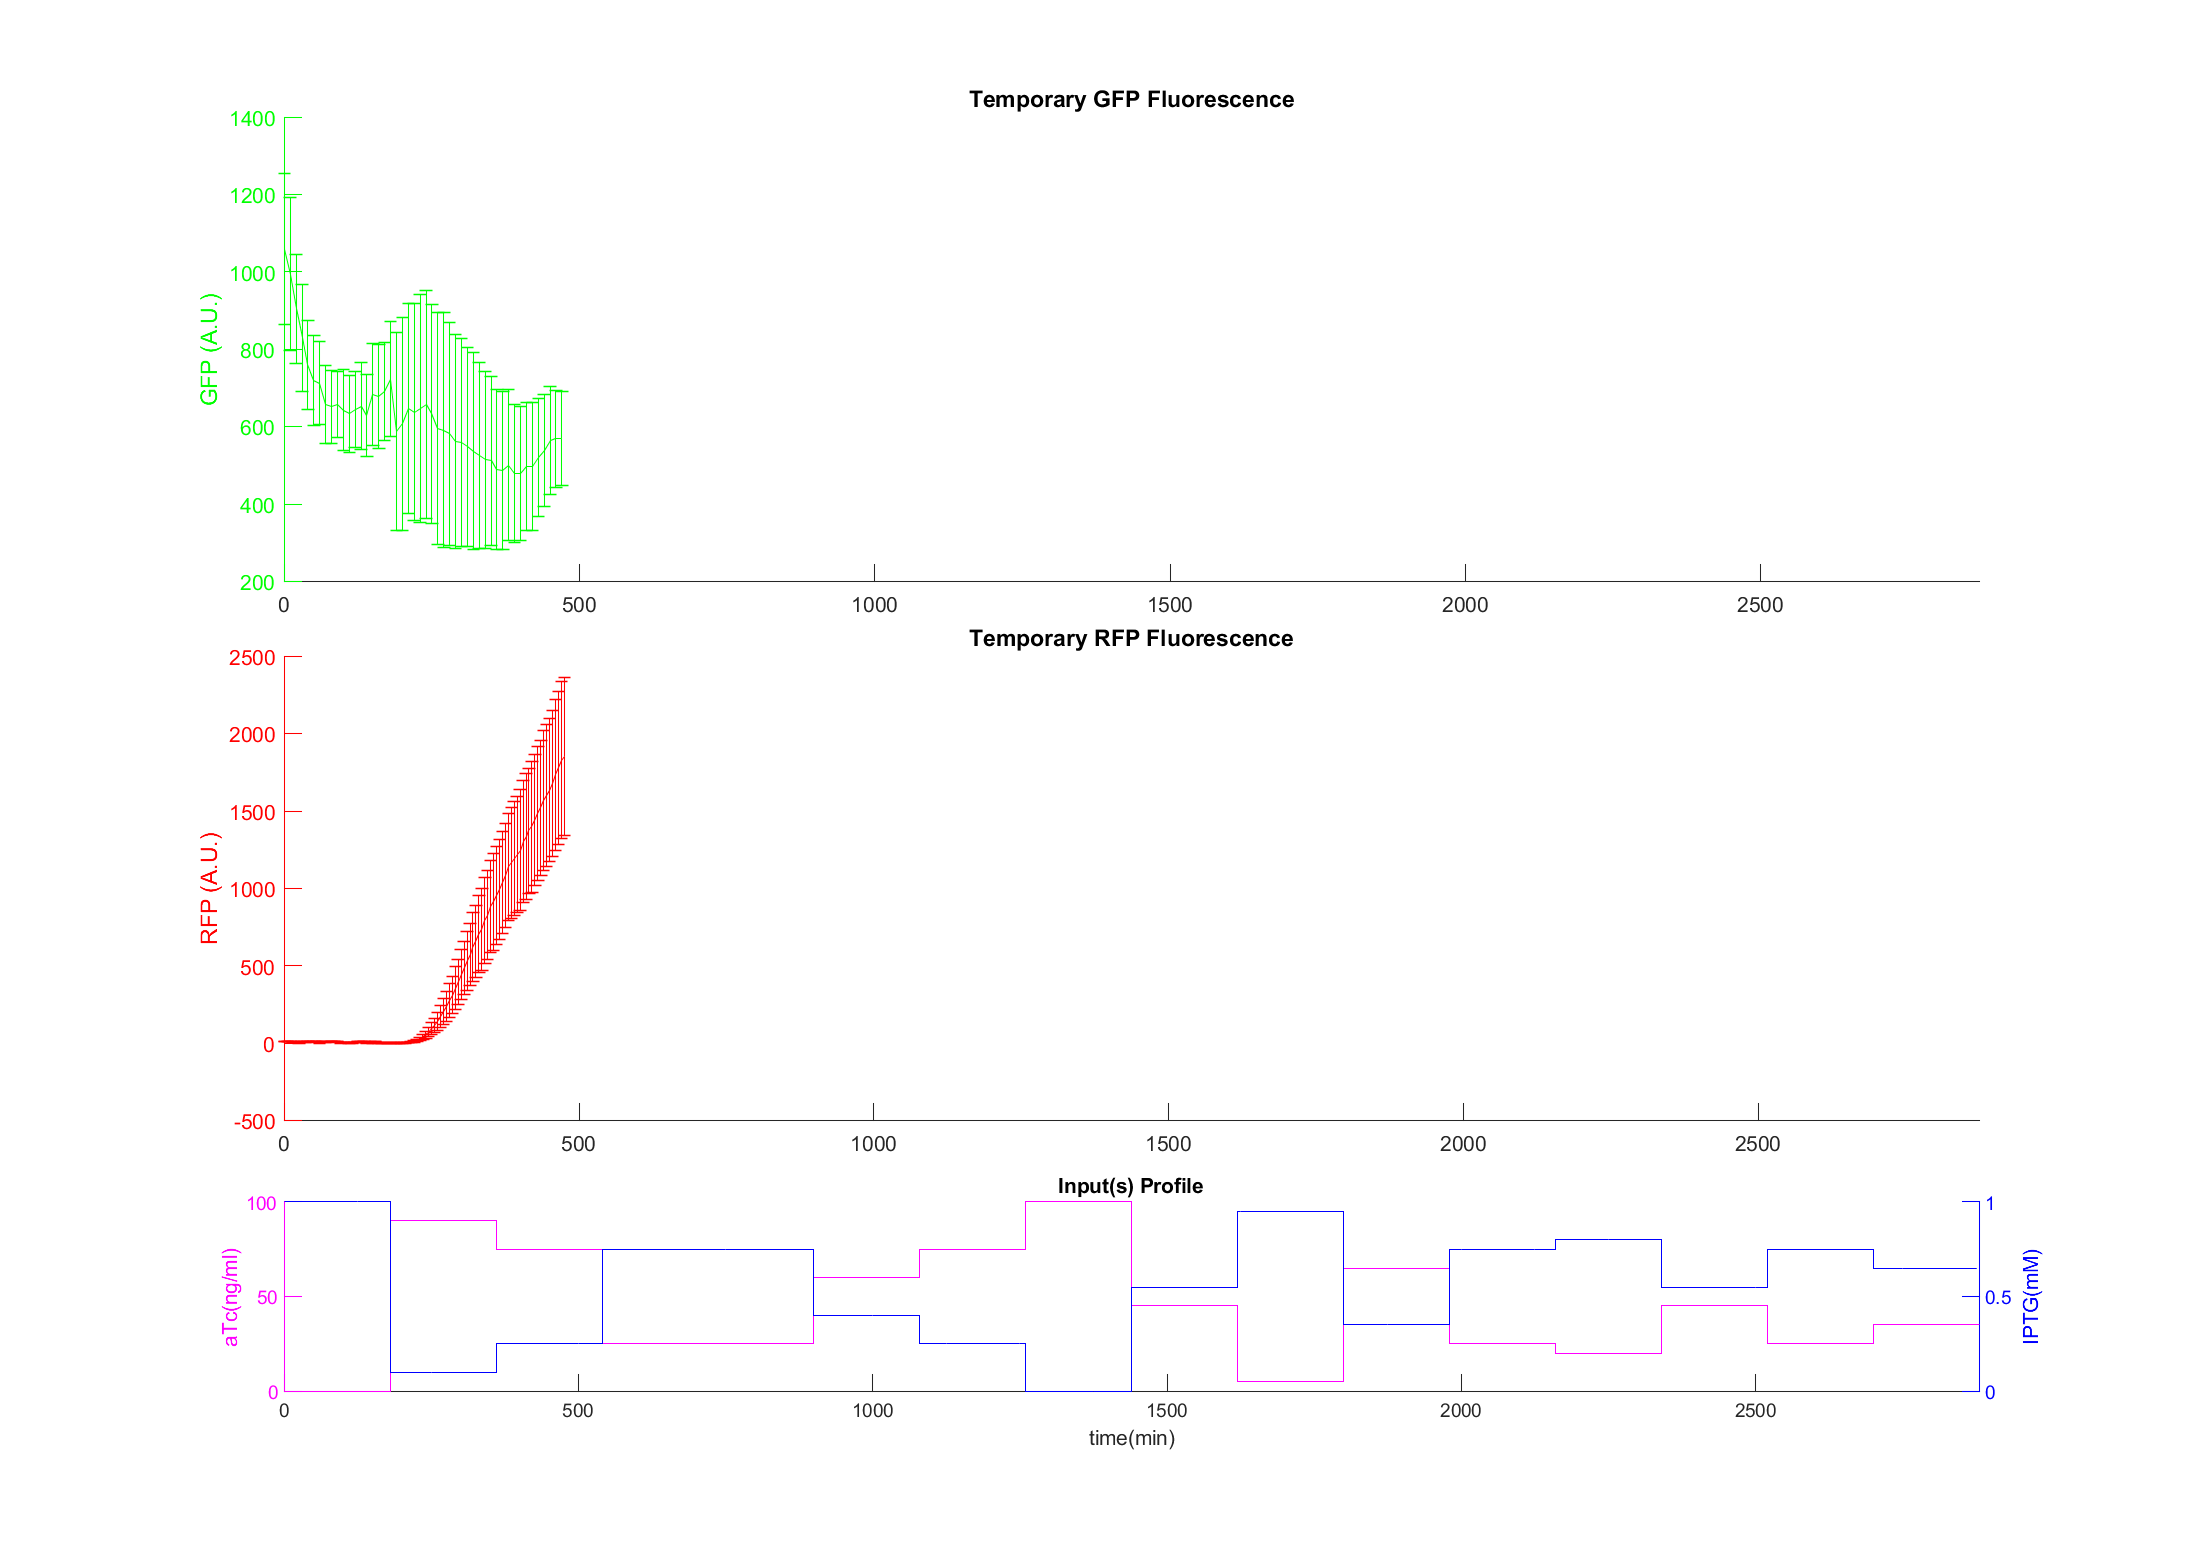 Temporary GFP Fluorescence
1400
1200
1000
800
600
400
200
GFP (A.U.)
0 500 1000 1500 2000 2500
Temporary RFP Fluorescence
2500
2000
1500
1000
500
0
-500
RFP (A.U.)
0 500 1000 1500 2000 2500
Input(s) Profile
100
50
0
aTc(ng/ml)
1
0.5
0
IPTG(mM)
0 500 1000 1500 2000 2500
time(min)